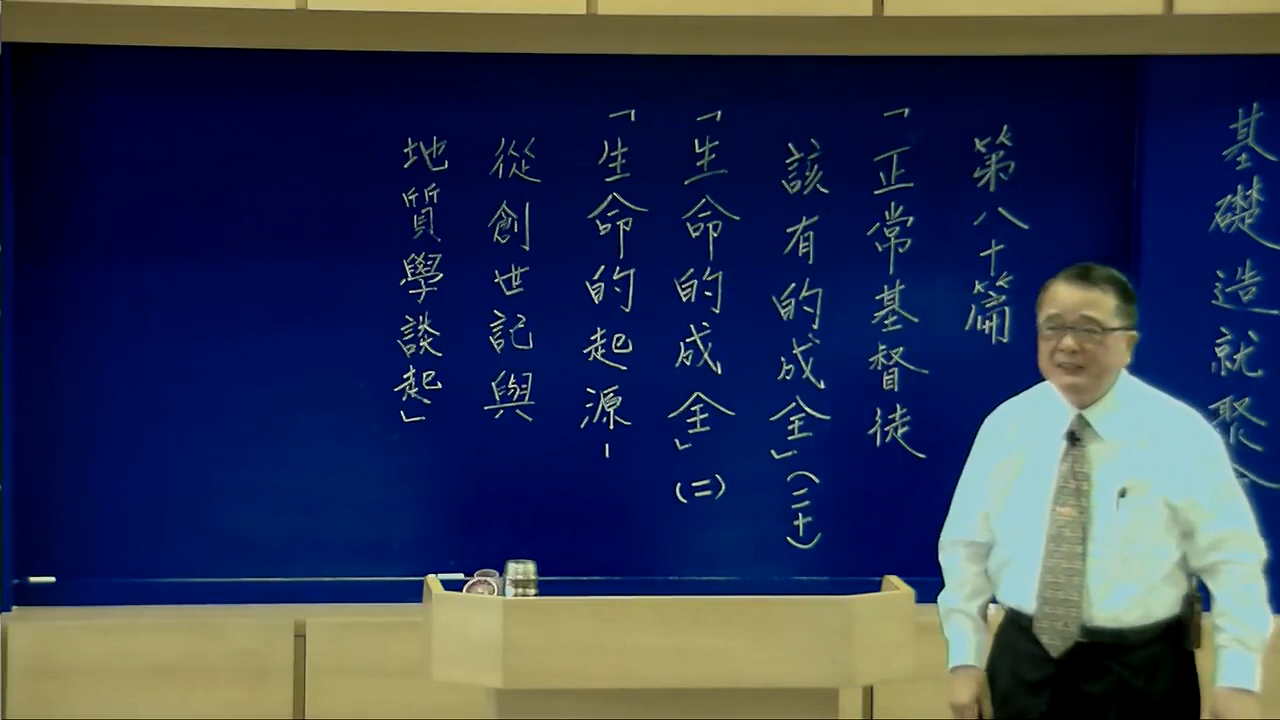 基礎造就聚會
第八十篇
「正常基督徒
該有的成全」(二十)
「生命的成全」(二)
「生命的起源-
從創世記與
地質學談起」